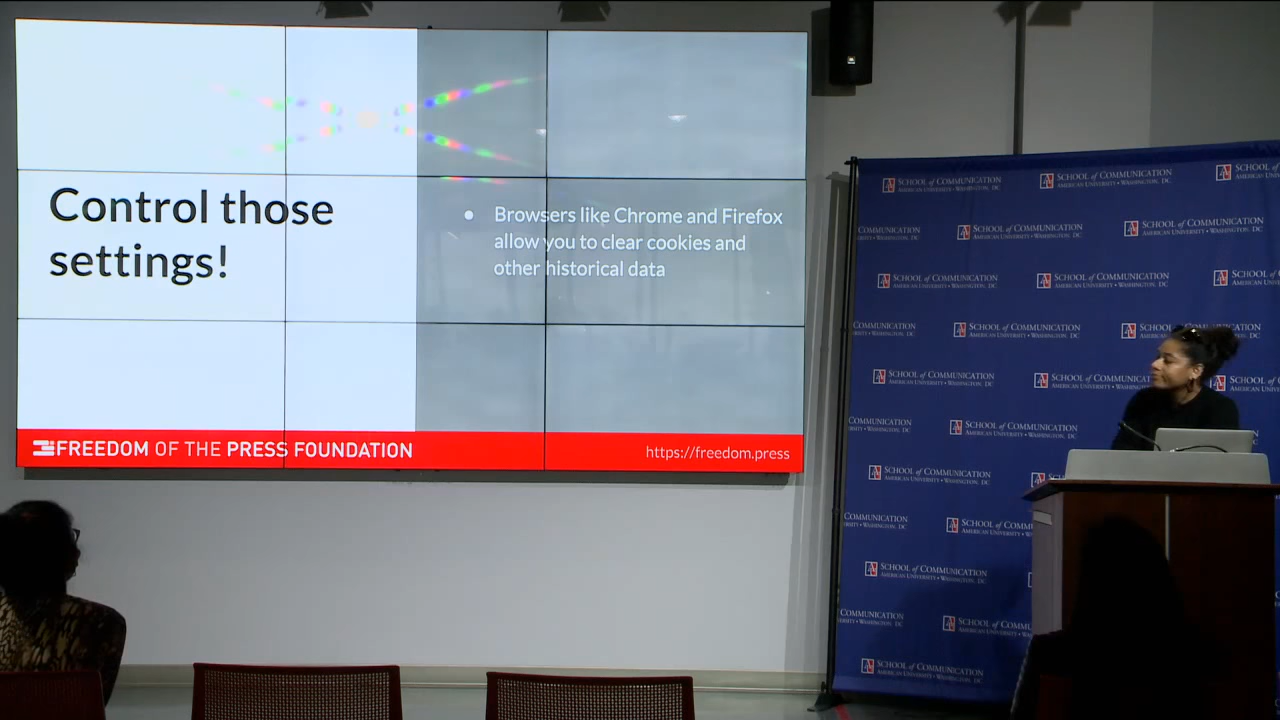 Control those
settings!
● Browsers like Chrome and Firefox
allow you to clear cookies and
other historical data
FREEDOM OF THE PRESS FOUNDATION
https://freedom.press
SCHOOL of COMMUNICATION
AMERICAN UNIVERSITY • WASHINGTON, DC